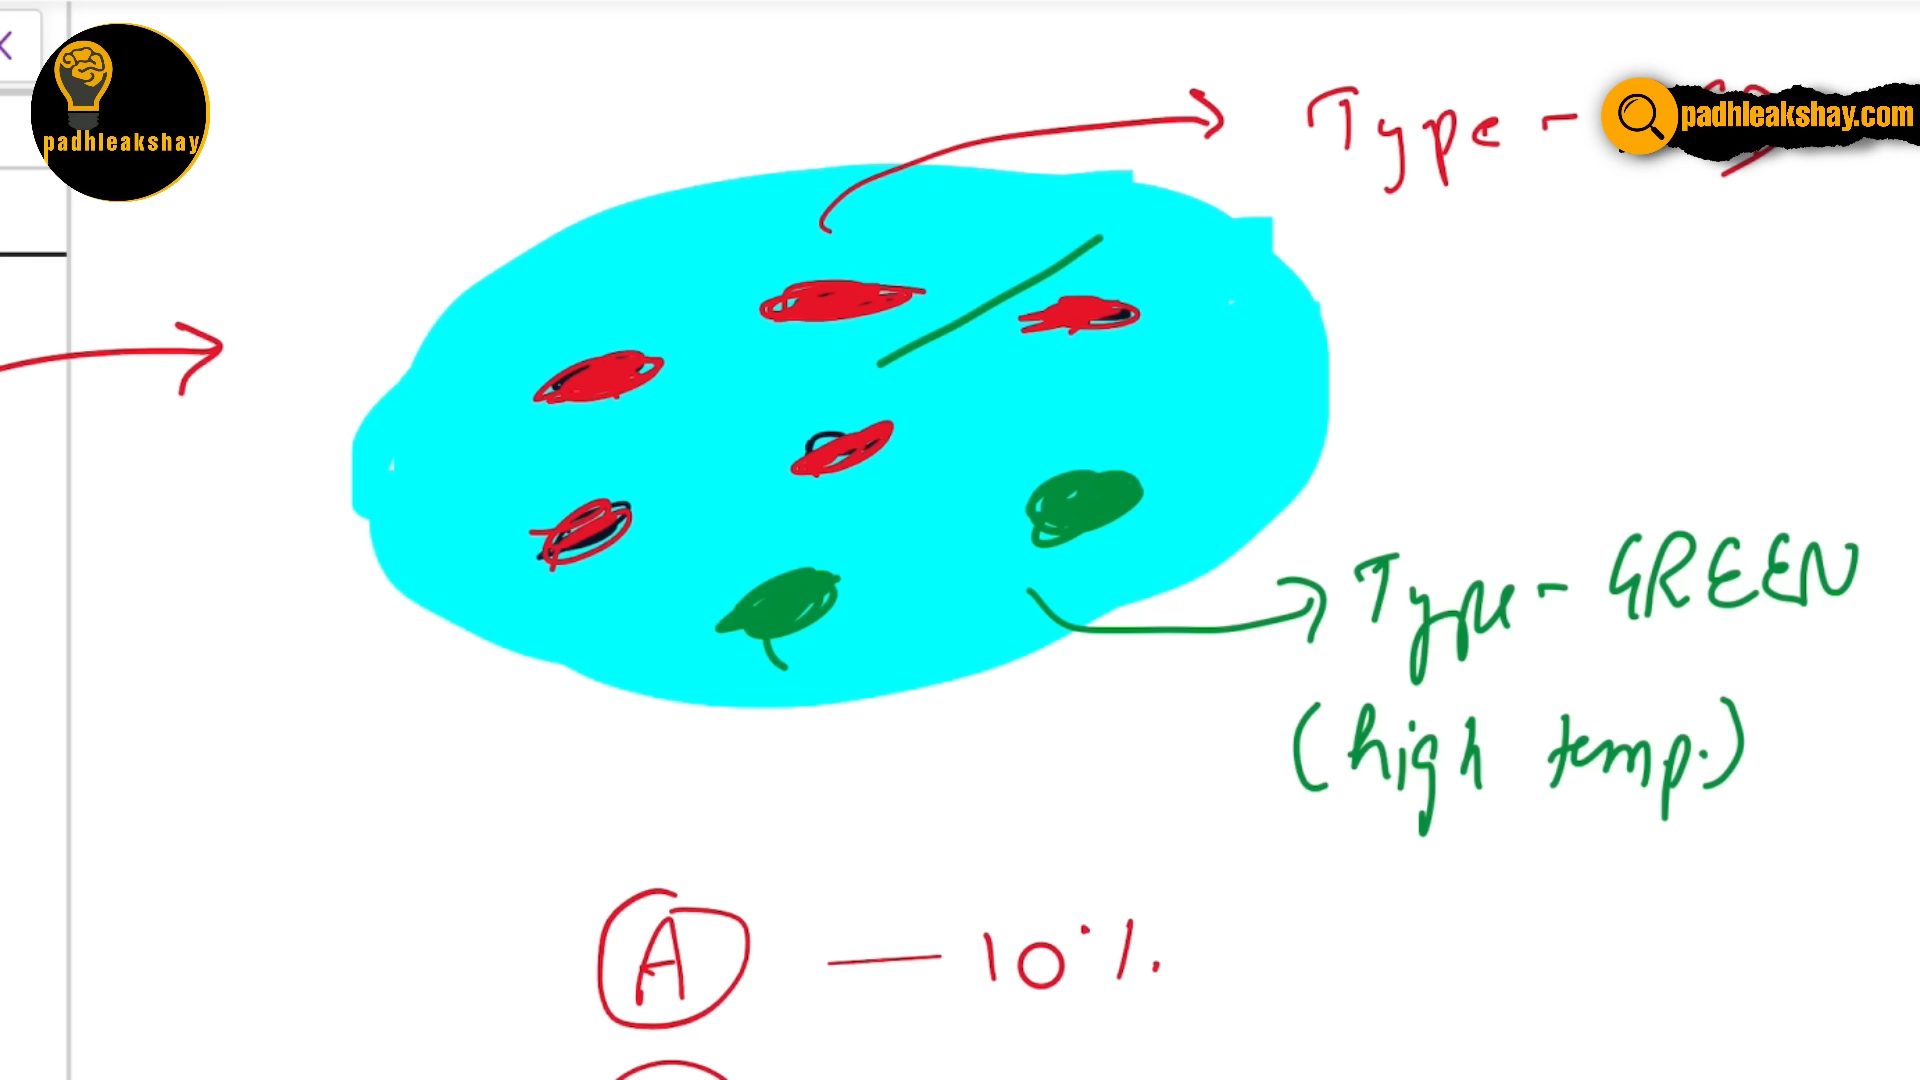 padhleakshay
Type -
padhleakshay.com
Type - GREEN
(high temp.)
A — 10%.